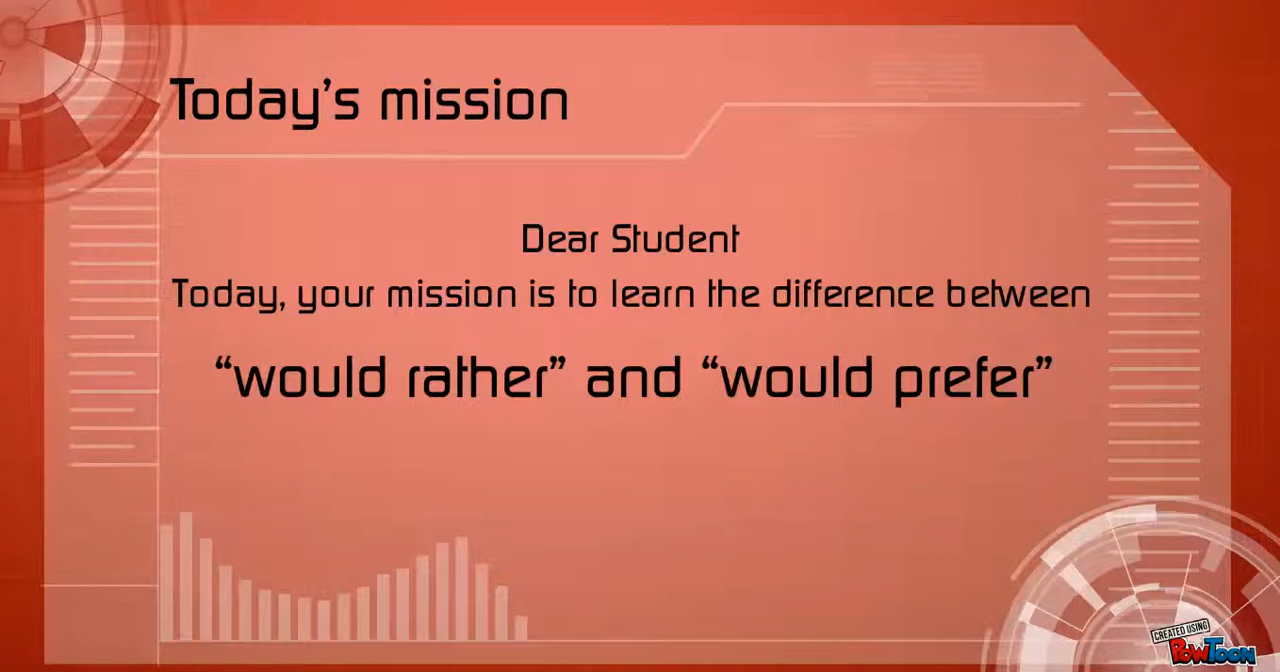 Today's mission
Dear Student
Today, your mission is to learn the difference between
“would rather” and “would prefer”
CREATED USING
POWTOON